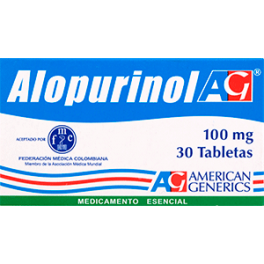 Alopurinol AG®
100 mg
30 Tabletas
ACEPTADO POR
f m c
FEDERACIÓN MÉDICA COLOMBIANA
Miembro de la Asociación Médica Mundial
AG AMERICAN
GENERICS
MEDICAMENTO ESENCIAL